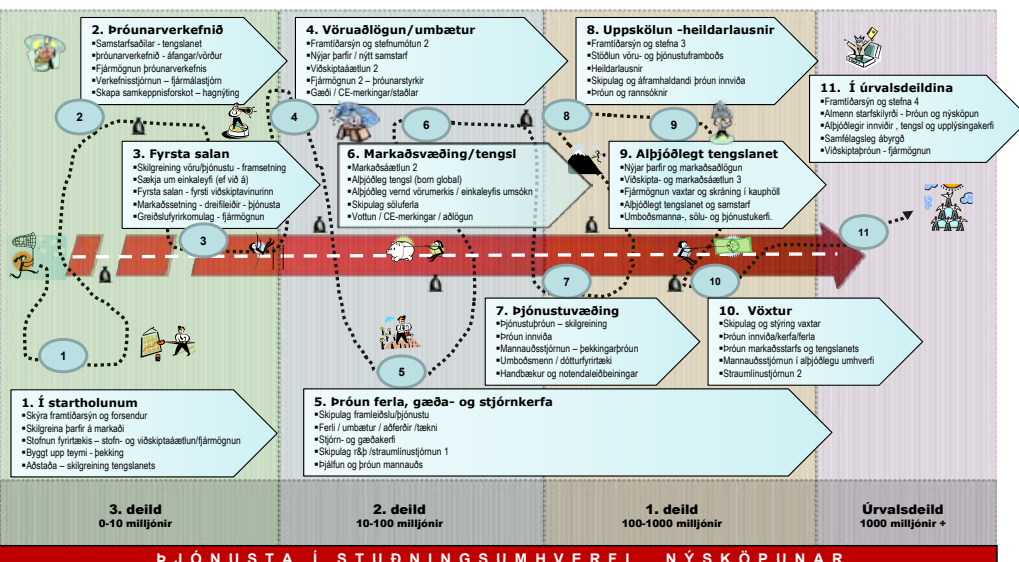 2. Þróunarverkefnið
▪Samstarfsaðilar - tengslanet
▪þróunarverkefnið - áfangar/vörður
▪Fjármögnun þróunarverkefnis
▪Verkefnisstjórnun – fjármálastjórn
▪Skapa samkeppnisforskot – hagnýting
4. Vöruaðlögun/umbætur
▪Framtíðarsýn og stefnumótun 2
▪Nýjar þarfir / nýtt samstarf
▪Viðskiptaáætlun 2
▪Fjármögnun 2 – þróunarstyrkir
▪Gæði / CE-merkingar/staðlar
8. Uppskölun -heildarlausnir
▪Framtíðarsýn og stefna 3
▪Stöðlun vöru- og þjónustuframboðs
▪Heildarlausnir
▪Skipulag og áframhaldandi þróun innviða
▪Þróun og rannsóknir
11. Í úrvalsdeildina
▪Framtíðarsýn og stefna 4
▪Almenn starfskilyrði - Þróun og nýsköpun
▪Alþjóðlegir innviðir , tengsl og upplýsingakerfi
▪Samfélagsleg ábyrgð
▪Viðskiptaþróun - fjármögnun
2
4
6
8
9
3. Fyrsta salan
▪Skilgreining vöru/þjónustu - framsetning
▪Sækja um einkaleyfi (ef við á)
▪Fyrsta salan - fyrsti viðskiptavinurinn
▪Markaðssetning - dreifileiðir - þjónusta
▪Greiðslufyrirkomulag - fjármögnun
6. Markaðsvæðing/tengsl
▪Markaðsáætlun 2
▪Alþjóðleg tengsl (born global)
▪Alþjóðleg vernd vörumerkis / einkaleyfis umsókn
▪Skipulag söluferla
▪Vottun / CE-merkingar / aðlögun
9. Alþjóðlegt tengslanet
▪Nýjar þarfir og markaðsaðlögun
▪Viðskipta- og markaðsáætlun 3
▪Fjármögnun vaxtar og skráning í kauphöll
▪Alþjóðlegt tengslanet og samstarf
▪Umboðsmanna-, sölu- og þjónustukerfi.
3
11
7
10
1
5
7. Þjónustuvæðing
▪Þjónustuþróun – skilgreining
▪Þróun innviða
▪Mannauðsstjórnun – þekkingarþróun
▪Umboðsmenn / dótturfyrirtæki
▪Handbækur og notendaleiðbeiningar
10. Vöxtur
▪Skipulag og stýring vaxtar
▪Þróun innviða/kerfa/ferla
▪Þróun markaðsstarfs og tengslanets
▪Mannauðsstjórnun í alþjóðlegu umhverfi
▪Straumlínustjórnun 2
1. Í startholunum
▪Skýra framtíðarsýn og forsendur
▪Skilgreina þarfir á markaði
▪Stofnun fyrirtækis – stofn- og viðskiptaáætlun/fjármögnun
▪Byggt upp teymi - þekking
▪Aðstaða – skilgreining tengslanets
5. Þróun ferla, gæða- og stjórnkerfa
▪Skipulag framleiðslu/þjónustu
▪Ferli / umbætur / aðferðir /tækni
▪Stjórn- og gæðakerfi
▪Skipulag r&þ /straumlínustjórnun 1
▪Þjálfun og þróun mannauðs
3. deild
0-10 milljónir
2. deild
10-100 milljónir
1. deild
100-1000 milljónir
Úrvalsdeild
1000 milljónir +
ÞJÓNUSTA Í STUÐNINGSUMHVERFI NÝSKÖPUNAR